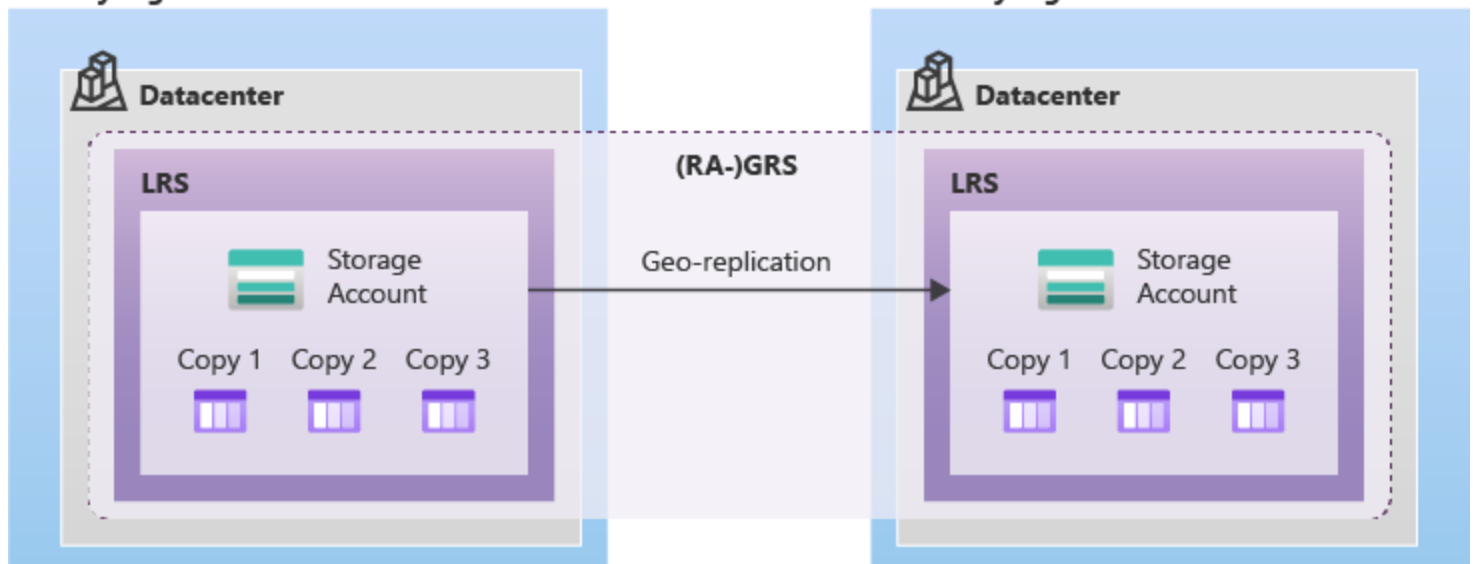 Datacenter
Datacenter
(RA-)GRS
LRS
LRS
Storage
Account
Geo-replication
Storage
Account
Copy 1 Copy 2 Copy 3
Copy 1 Copy 2 Copy 3